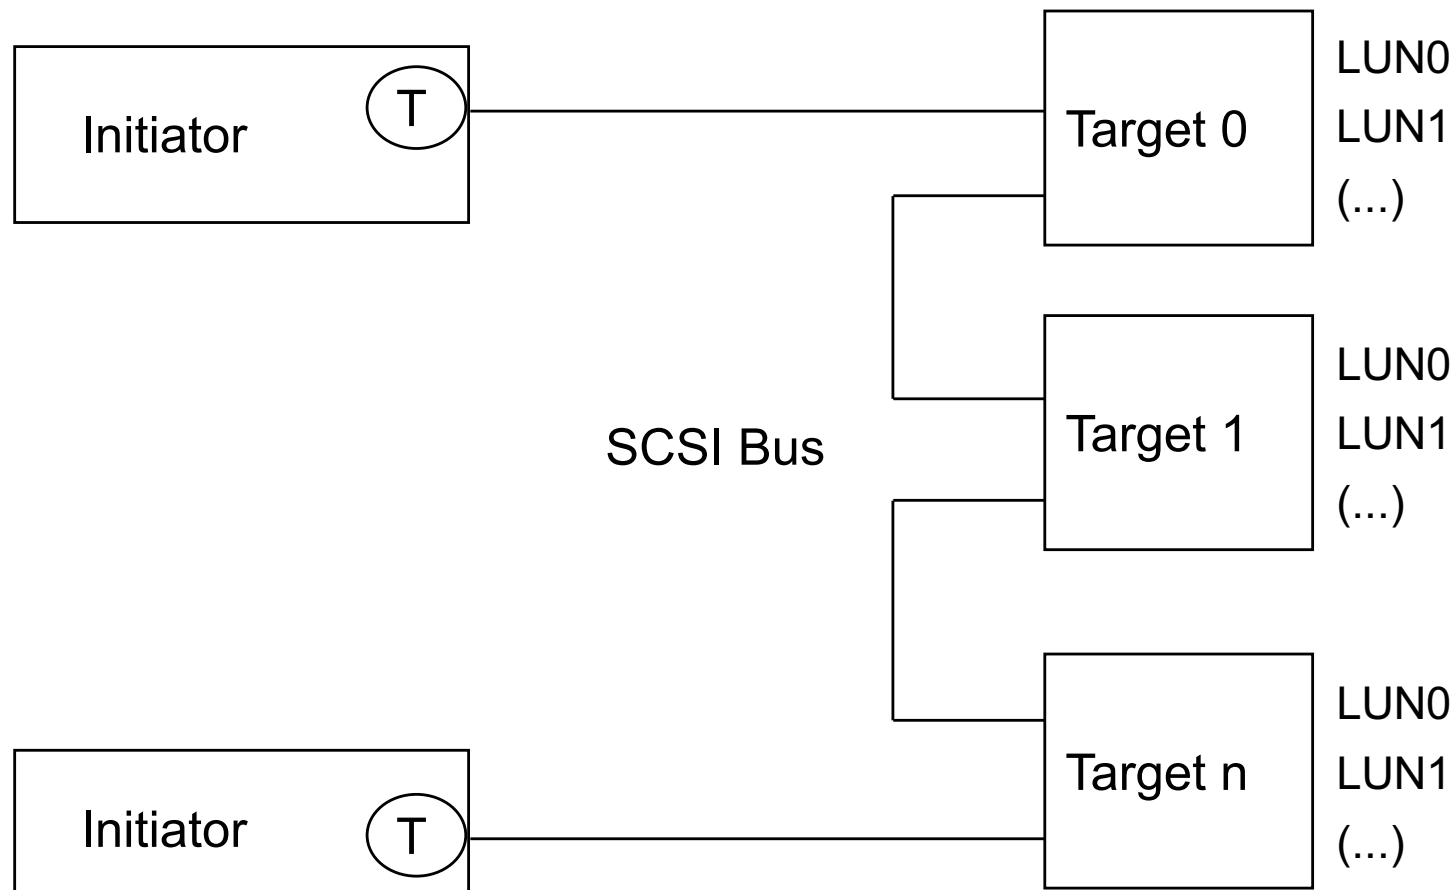 Initiator
T
Target 0
LUN0
LUN1
(...)
SCSI Bus
Target 1
LUN0
LUN1
(...)
Initiator
T
Target n
LUN0
LUN1
(...)